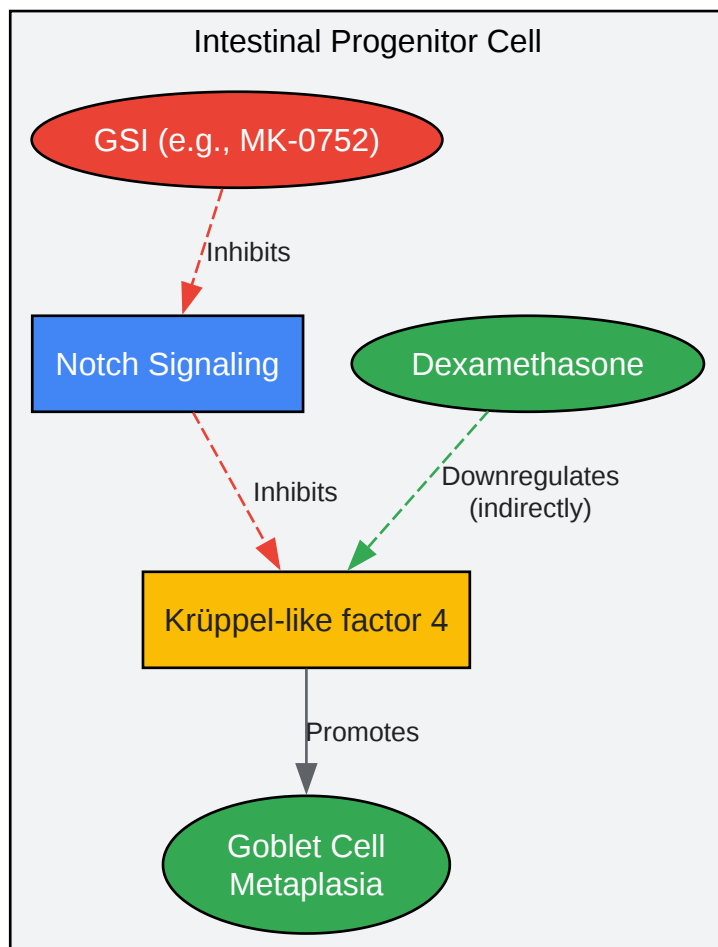 Intestinal Progenitor Cell
GSI (e.g., MK-0752)
Inhibits
Notch Signaling
Dexamethasone
Inhibits
Downregulates
(indirectly)
Krüppel-like factor 4
Promotes
Goblet Cell
Metaplasia